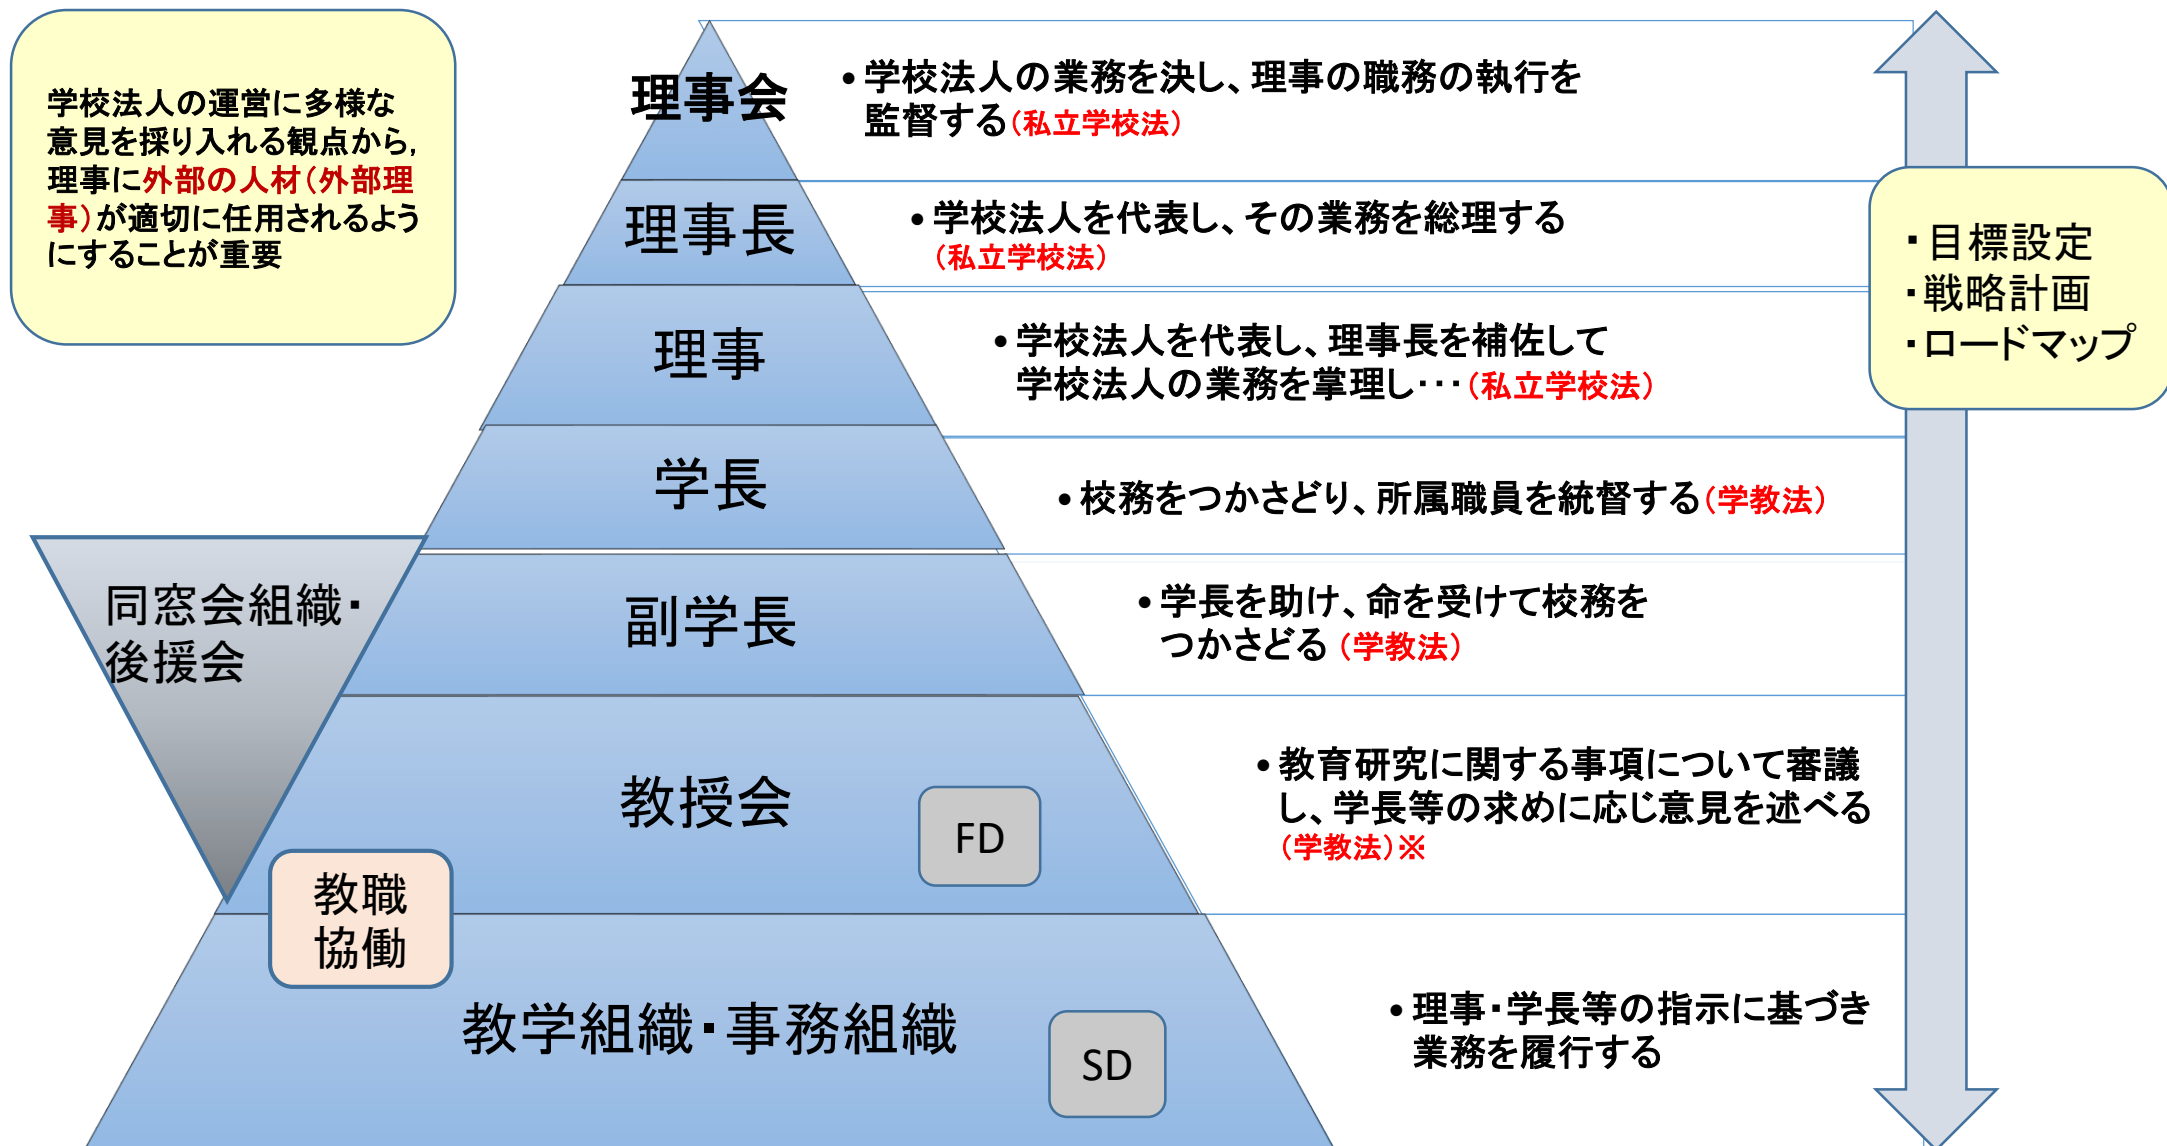 学校法人の運営に多様な
意見を採り入れる観点から,
理事に外部の人材(外部理
事)が適切に任用されるよう
にすることが重要
理事会
•学校法人の業務を決し、理事の職務の執行を
監督する(私立学校法)
理事長
•学校法人を代表し、その業務を総理する
(私立学校法)
・目標設定
・戦略計画
・ロードマップ
理事
•学校法人を代表し、理事長を補佐して
学校法人の業務を掌理し・・・(私立学校法)
学長
•校務をつかさどり、所属職員を統督する(学教法)
同窓会組織・
後援会
副学長
•学長を助け、命を受けて校務を
つかさどる(学教法)
教授会
FD
•教育研究に関する事項について審議
し、学長等の求めに応じ意見を述べる
(学教法)※
教職
協働
教学組織・事務組織
SD
•理事・学長等の指示に基づき
業務を履行する